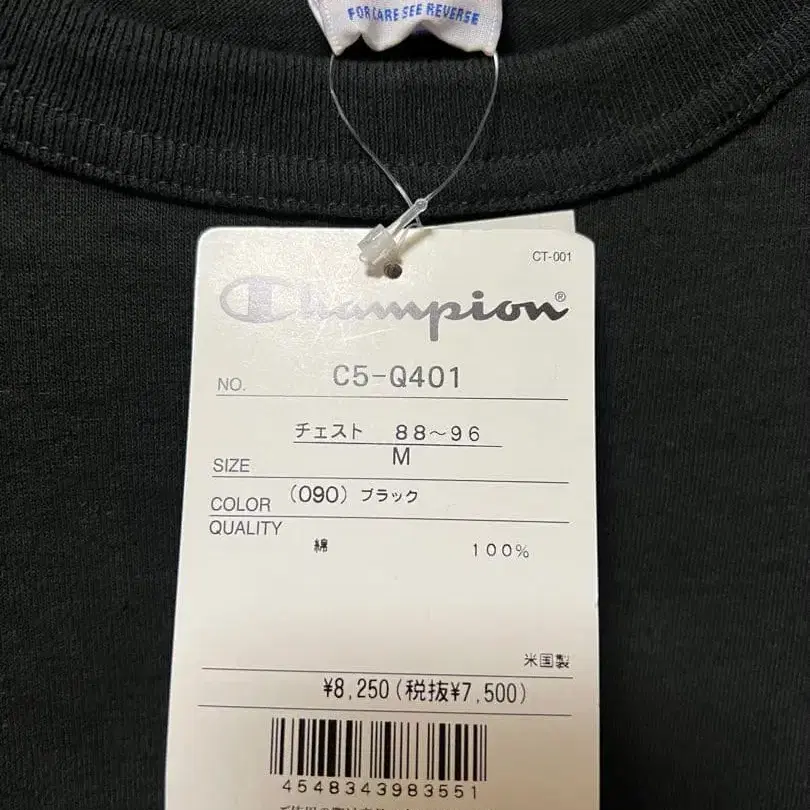 FOR CARE SEE REVERSE
CT-001
Champion®
NO. C5-Q401
チェスト 88~96
SIZE M
COLOR (090) ブラック
QUALITY
綿 100%
米国製
¥8,250(税抜¥7,500)
4548343983551